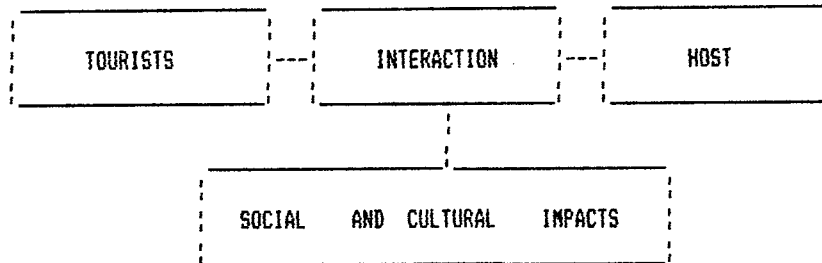 TOURISTS INTERACTION HOST
SOCIAL AND CULTURAL IMPACTS